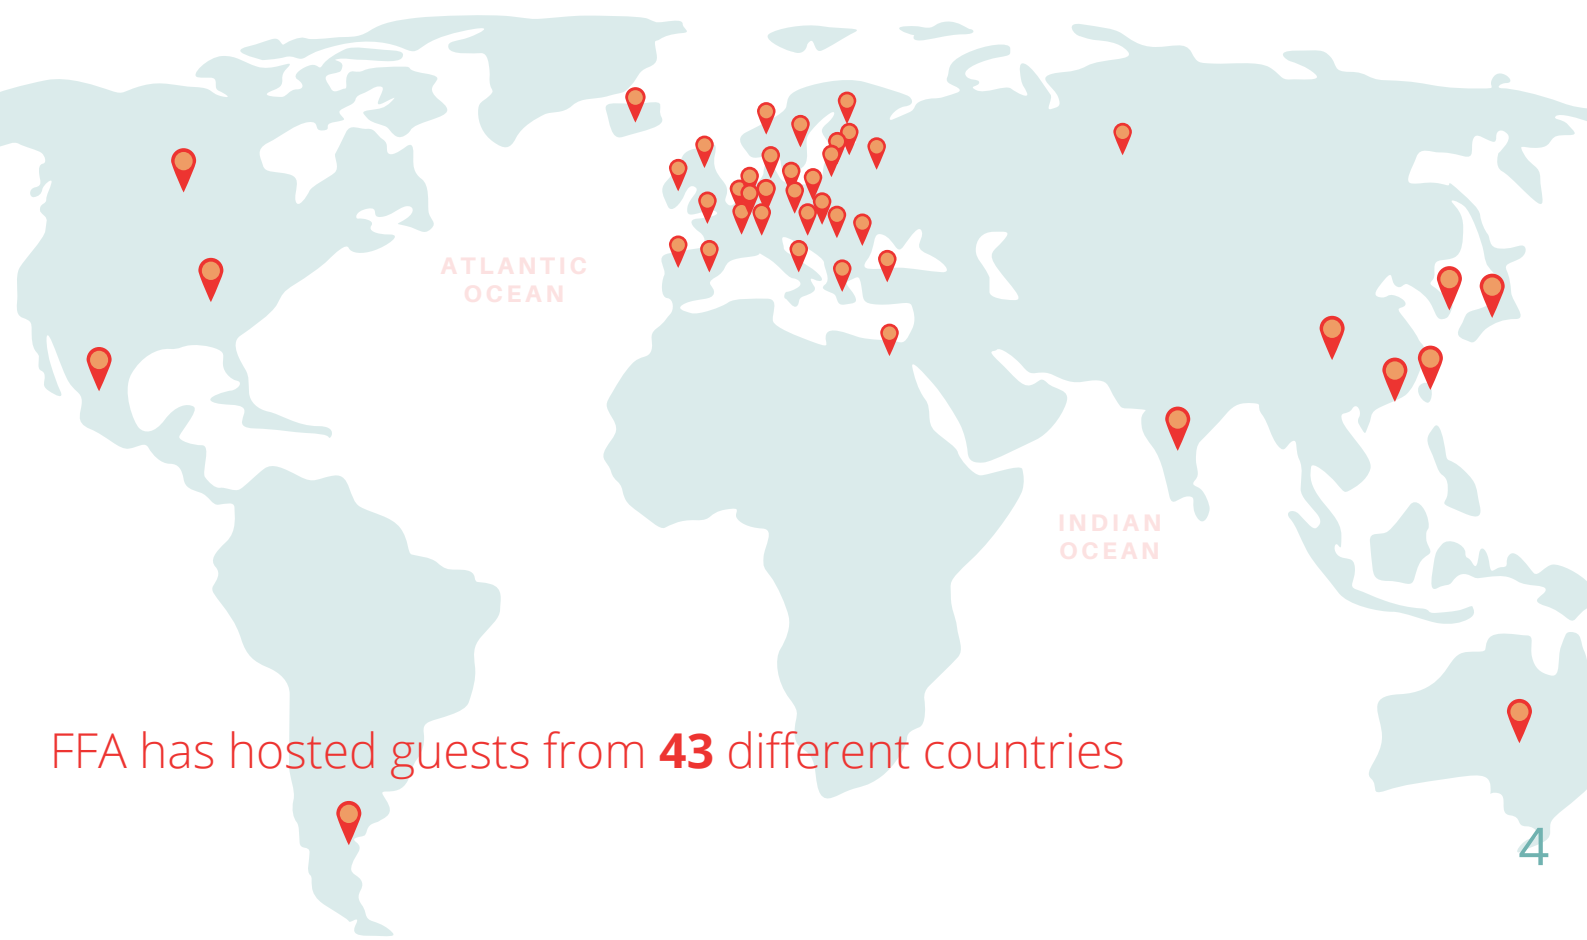 ATLANTIC
OCEAN
INDIAN
OCEAN
FFA has hosted guests from 43 different countries
4